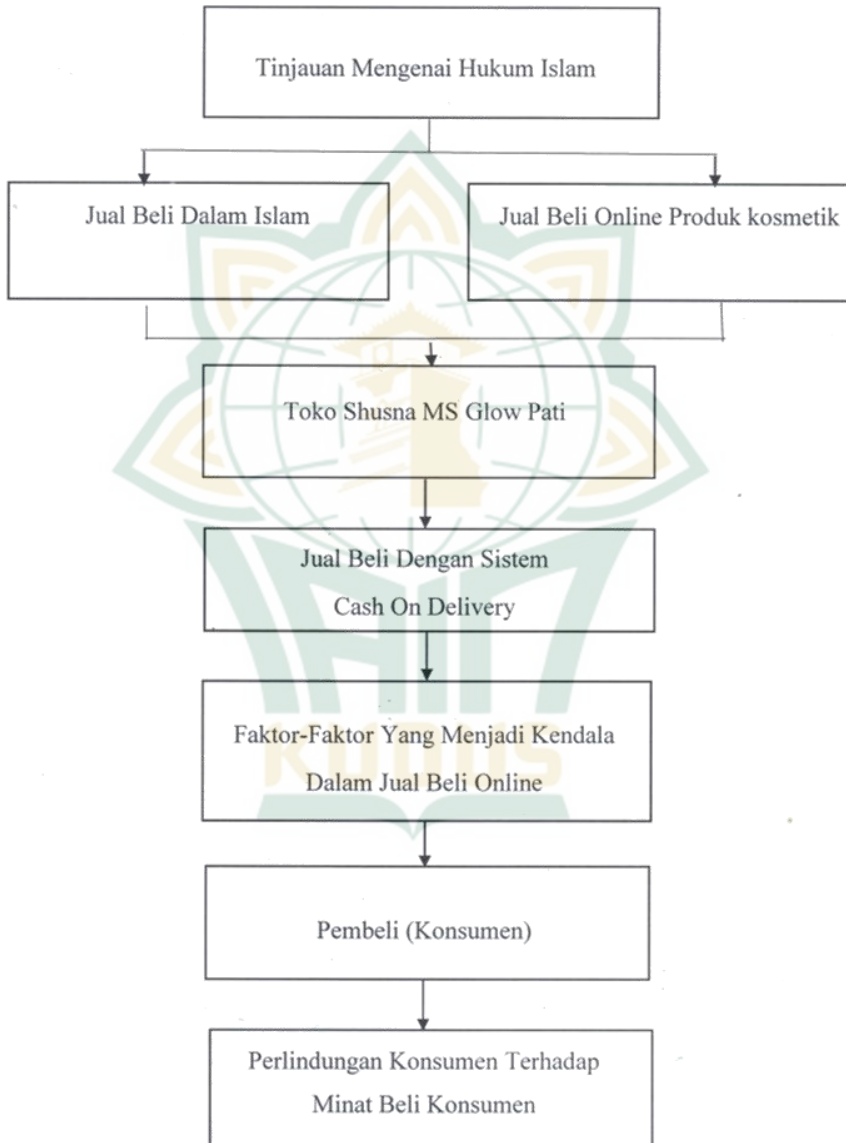 Tinjauan Mengenai Hukum Islam
Jual Beli Dalam Islam
Jual Beli Online Produk kosmetik
Toko Shusna MS Glow Pati
Jual Beli Dengan Sistem
Cash On Delivery
Faktor-Faktor Yang Menjadi Kendala
Dalam Jual Beli Online
Pembeli (Konsumen)
Perlindungan Konsumen Terhadap
Minat Beli Konsumen
IAIN
KUDUS